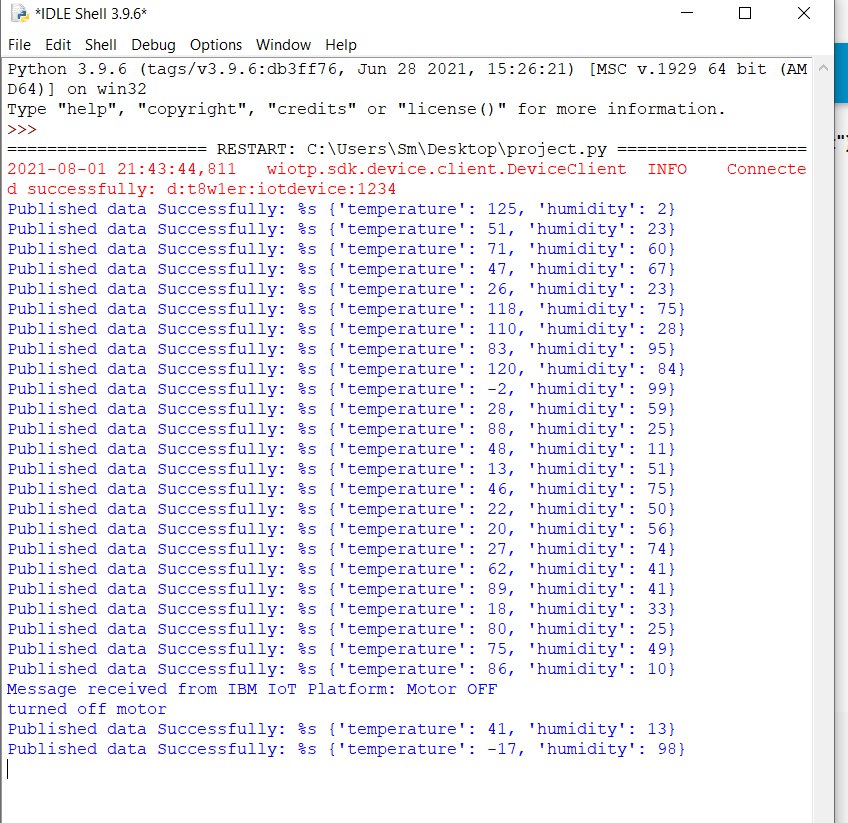 *IDLE Shell 3.9.6*
File Edit Shell Debug Options Window Help
Python 3.9.6 (tags/v3.9.6:db3ff76, Jun 28 2021, 15:26:21) [MSC v.1929 64 bit (AM
D64)] on win32
Type "help", "copyright", "credits" or "license()" for more information.
>>>
==================== RESTART: C:\Users\Sm\Desktop\project.py ===================
2021-08-01 21:43:44,811   wiotp.sdk.device.client.DeviceClient  INFO    Connecte
d successfully: d:t8w1er:iotdevice:1234
Published data Successfully: %s {'temperature': 125, 'humidity': 2}
Published data Successfully: %s {'temperature': 51, 'humidity': 23}
Published data Successfully: %s {'temperature': 71, 'humidity': 60}
Published data Successfully: %s {'temperature': 47, 'humidity': 67}
Published data Successfully: %s {'temperature': 26, 'humidity': 23}
Published data Successfully: %s {'temperature': 118, 'humidity': 75}
Published data Successfully: %s {'temperature': 110, 'humidity': 28}
Published data Successfully: %s {'temperature': 83, 'humidity': 95}
Published data Successfully: %s {'temperature': 120, 'humidity': 84}
Published data Successfully: %s {'temperature': -2, 'humidity': 99}
Published data Successfully: %s {'temperature': 28, 'humidity': 59}
Published data Successfully: %s {'temperature': 88, 'humidity': 25}
Published data Successfully: %s {'temperature': 48, 'humidity': 11}
Published data Successfully: %s {'temperature': 13, 'humidity': 51}
Published data Successfully: %s {'temperature': 46, 'humidity': 75}
Published data Successfully: %s {'temperature': 22, 'humidity': 50}
Published data Successfully: %s {'temperature': 20, 'humidity': 56}
Published data Successfully: %s {'temperature': 27, 'humidity': 74}
Published data Successfully: %s {'temperature': 62, 'humidity': 41}
Published data Successfully: %s {'temperature': 89, 'humidity': 41}
Published data Successfully: %s {'temperature': 18, 'humidity': 33}
Published data Successfully: %s {'temperature': 80, 'humidity': 25}
Published data Successfully: %s {'temperature': 75, 'humidity': 49}
Published data Successfully: %s {'temperature': 86, 'humidity': 10}
Message received from IBM IoT Platform: Motor OFF
turned off motor
Published data Successfully: %s {'temperature': 41, 'humidity': 13}
Published data Successfully: %s {'temperature': -17, 'humidity': 98}